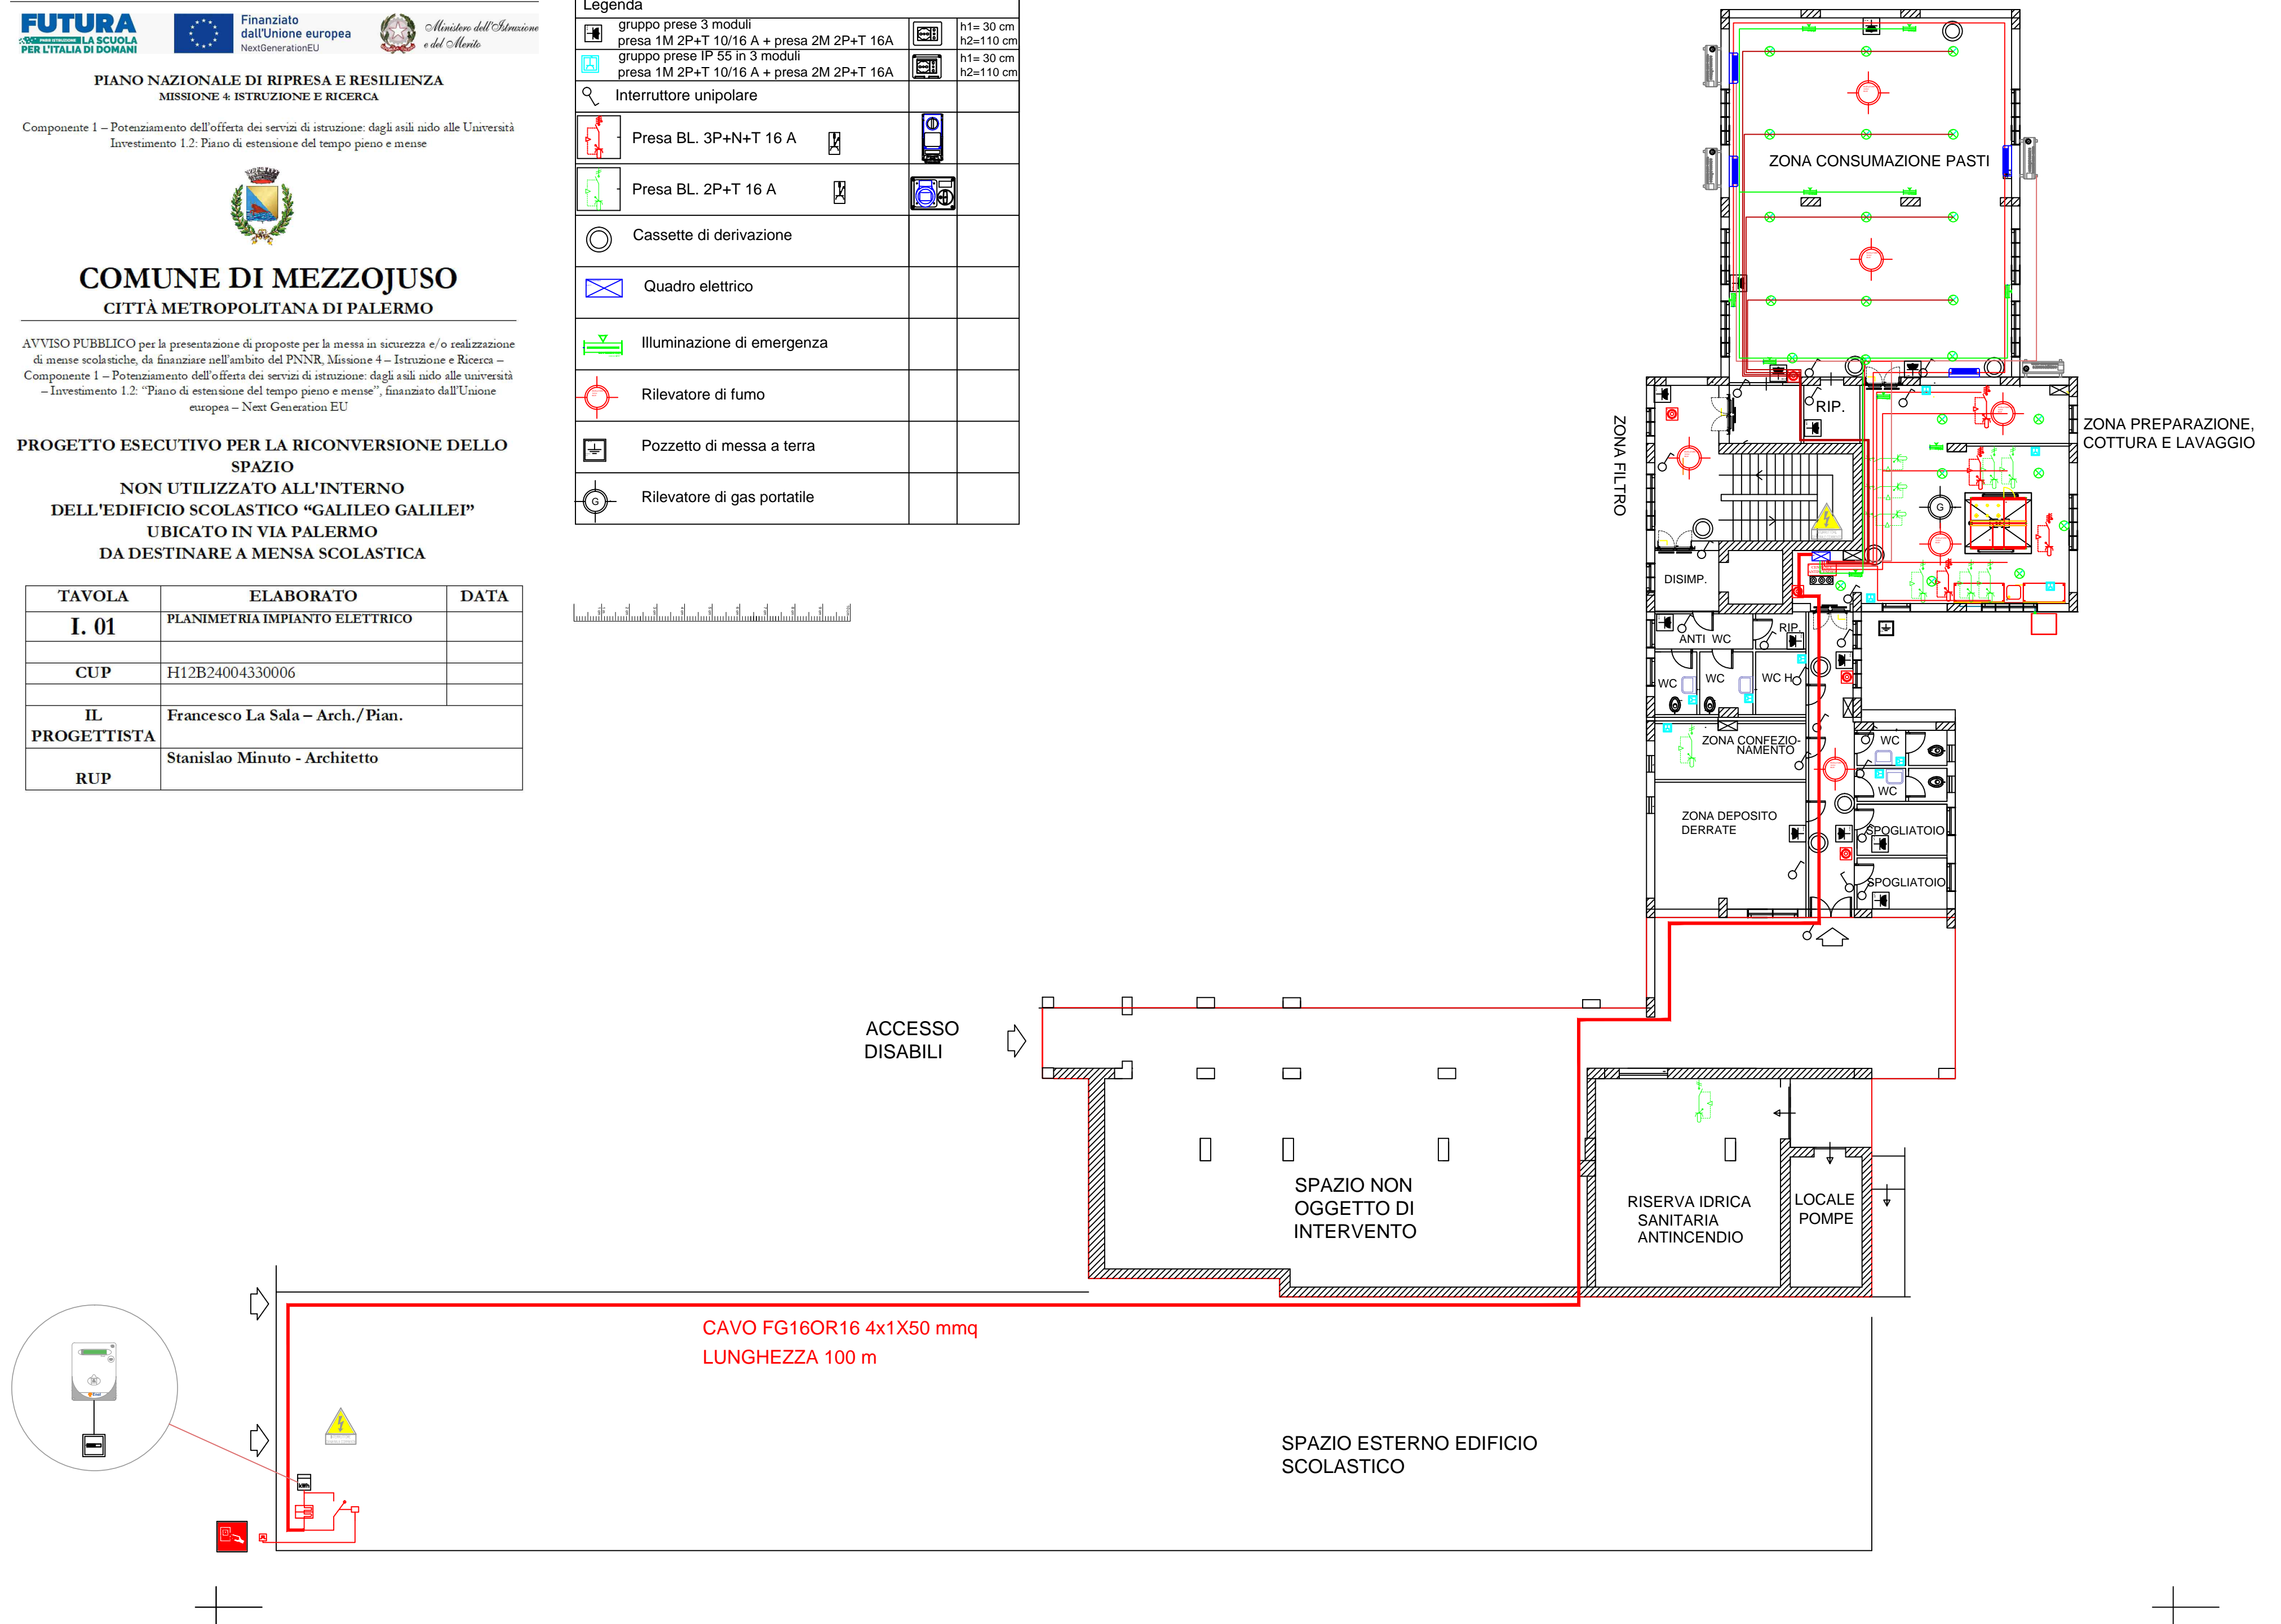 FUTURA
LA SCUOLA
PER L'ITALIA DI DOMANI
Finanziato
dall'Unione europea
NextGenerationEU
Ministero dell'Istruzione
e del Merito
PIANO NAZIONALE DI RIPRESA E RESILIENZA
MISSIONE 4: ISTRUZIONE E RICERCA
Componente 1 – Potenziamento dell'offerta dei servizi di istruzione: dagli asili nido alle Università
Investimento 1.2: Piano di estensione del tempo pieno e mense
COMUNE DI MEZZOJUSO
CITTÀ METROPOLITANA DI PALERMO
AVVISO PUBBLICO per la presentazione di proposte per la messa in sicurezza e/o realizzazione
di mense scolastiche, da finanziare nell'ambito del PNNR, Missione 4 – Istruzione e Ricerca –
Componente 1 – Potenziamento dell'offerta dei servizi di istruzione: dagli asili nido alle università
– Investimento 1.2: "Piano di estensione del tempo pieno e mense", finanziato dall'Unione
europea – Next Generation EU
PROGETTO ESECUTIVO PER LA RICONVERSIONE DELLO
SPAZIO
NON UTILIZZATO ALL'INTERNO
DELL'EDIFICIO SCOLASTICO “GALILEO GALILEI”
UBICATO IN VIA PALERMO
DA DESTINARE A MENSA SCOLASTICA
TAVOLA ELABORATO DATA
I. 01 PLANIMETRIA IMPIANTO ELETTRICO
CUP H12B24004330006
IL PROGETTISTA Francesco La Sala – Arch./Pian.
RUP Stanislao Minuto - Architetto
Legenda
gruppo prese 3 moduli
presa 1M 2P+T 10/16 A + presa 2M 2P+T 16A
h1= 30 cm
h2=110 cm
gruppo prese IP 55 in 3 moduli
presa 1M 2P+T 10/16 A + presa 2M 2P+T 16A
h1= 30 cm
h2=110 cm
Interruttore unipolare
Presa BL. 3P+N+T 16 A
Presa BL. 2P+T 16 A
Cassette di derivazione
Quadro elettrico
Illuminazione di emergenza
Rilevatore di fumo
Pozzetto di messa a terra
G
Rilevatore di gas portatile
ZONA CONSUMAZIONE PASTI
RIP.
ZONA FILTRO
ZONA PREPARAZIONE,
COTTURA E LAVAGGIO
G
DISIMP.
ANTI WC
RIP.
WC
WC
WC H
ZONA CONFEZIO-
NAMENTO
WC
WC
ZONA DEPOSITO
DERRATE
SPOGLIATOIO
SPOGLIATOIO
ACCESSO
DISABILI
SPAZIO NON
OGGETTO DI
INTERVENTO
RISERVA IDRICA
SANITARIA
ANTINCENDIO
LOCALE
POMPE
CAVO FG16OR16 4x1X50 mmq
LUNGHEZZA 100 m
SPAZIO ESTERNO EDIFICIO
SCOLASTICO
kWh